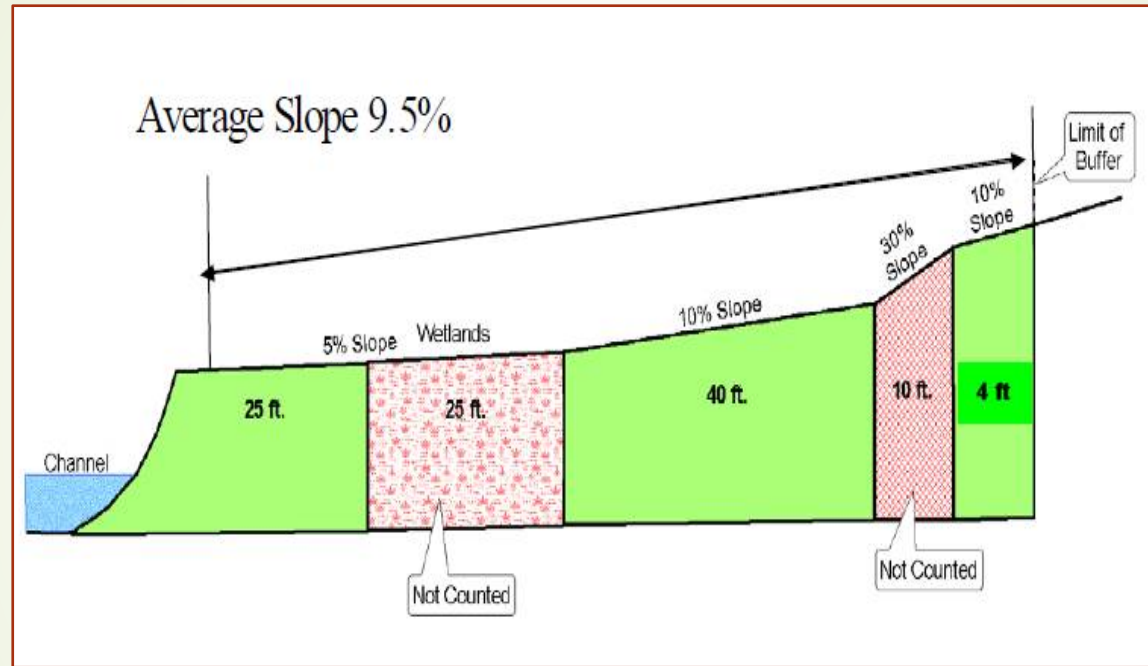 Average Slope 9.5%
Limit of
Buffer
10%
Slope
30%
Slope
10% Slope
5% Slope
Wetlands
25 ft.
25 ft.
40 ft.
10 ft.
4 ft
Channel
Not Counted
Not Counted